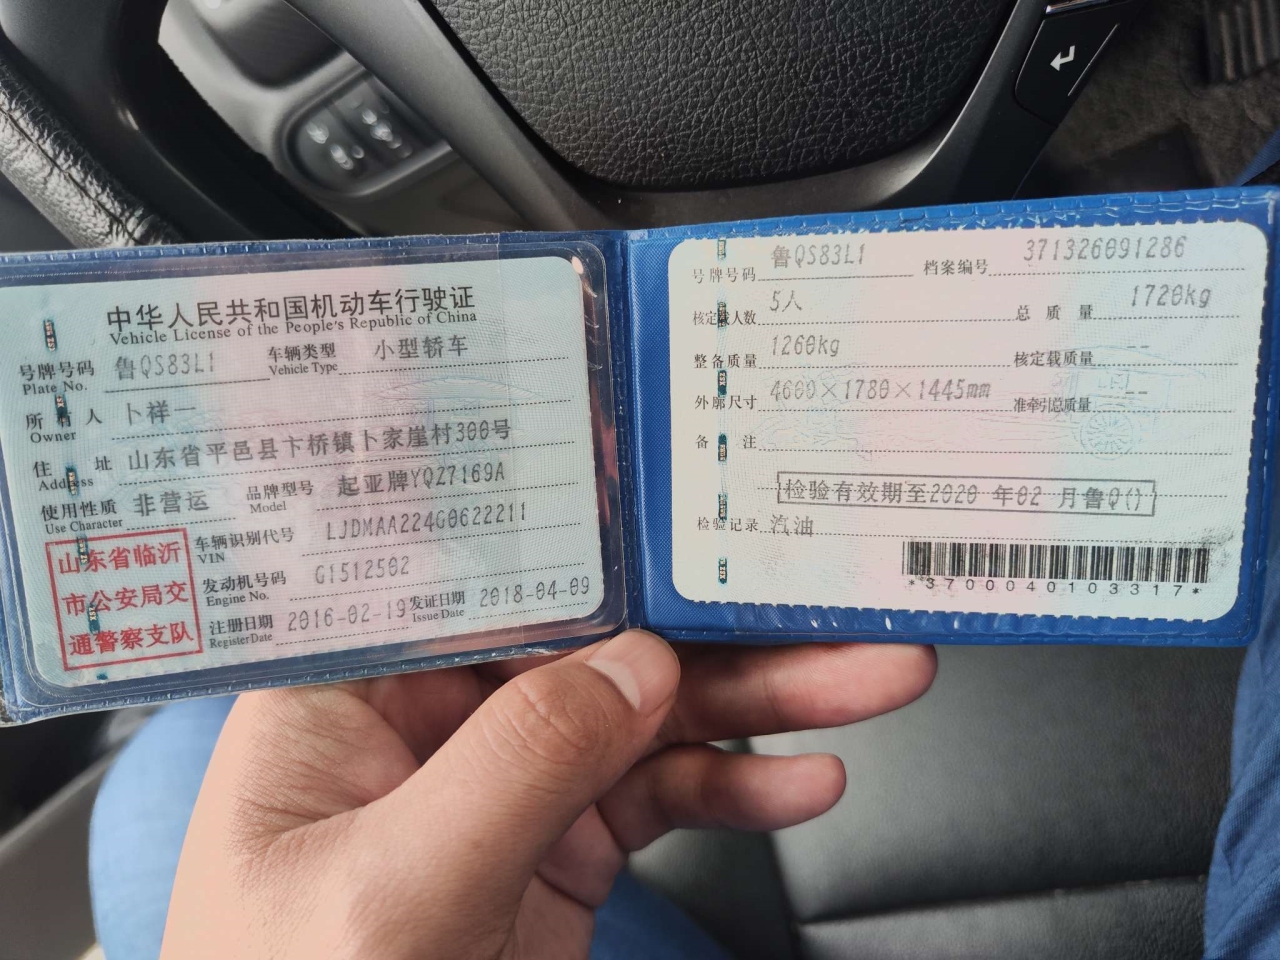 中华人民共和国机动车行驶证
Vehicle License of the People's Republic of China
号牌号码 鲁QS83L1 车辆类型 小型轿车
Plate No. Vehicle Type
所有人 卜祥一
Owner
住址 山东省平邑县卞桥镇卜家崖村300号
Address
使用性质 非营运 品牌型号 起亚牌YQZ7169A
Use Character Model
山东省临沂
市公安局交
通警察支队
车辆识别代号 LJDMAA224G0622211
VIN
发动机号码 G1512502
Engine No.
注册日期 2016-02-19 发证日期 2018-04-09
Register Date Issue Date
号牌号码 鲁QS83L1 档案编号 371326091286
核定载人数 5人 总质量 1720kg
整备质量 1260kg 核定载质量 --
外廓尺寸 4600×1780×1445mm 准牵引总质量 --
备注
检验有效期至2020 年02 月鲁Q()
检验记录 汽油
*3700040103317*